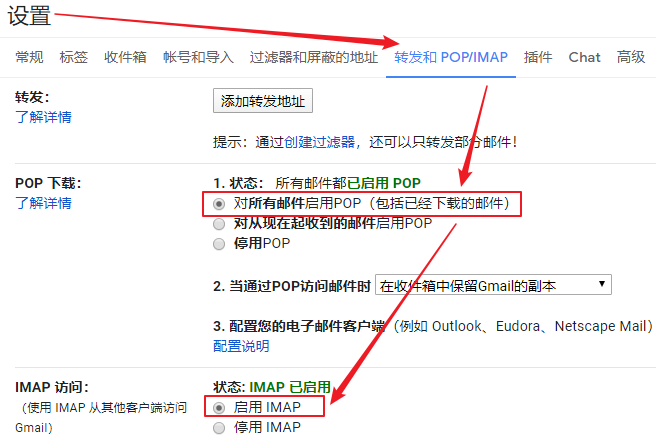 设置
常规 标签 收件箱 帐号和导入 过滤器和屏蔽的地址 转发和 POP/IMAP 插件 Chat 高级
转发： 添加转发地址
了解详情
提示：通过创建过滤器，还可以只转发部分邮件！
POP 下载： 1. 状态： 所有邮件都已启用 POP
了解详情 对所有邮件启用POP（包括已经下载的邮件）
对从现在起收到的邮件启用POP
停用POP
2. 当通过POP访问邮件时 在收件箱中保留Gmail的副本
3. 配置您的电子邮件客户端（例如 Outlook、Eudora、Netscape Mail）
配置说明
IMAP 访问： 状态: IMAP 已启用
（使用 IMAP 从其他客户端访问 启用 IMAP
Gmail） 停用 IMAP